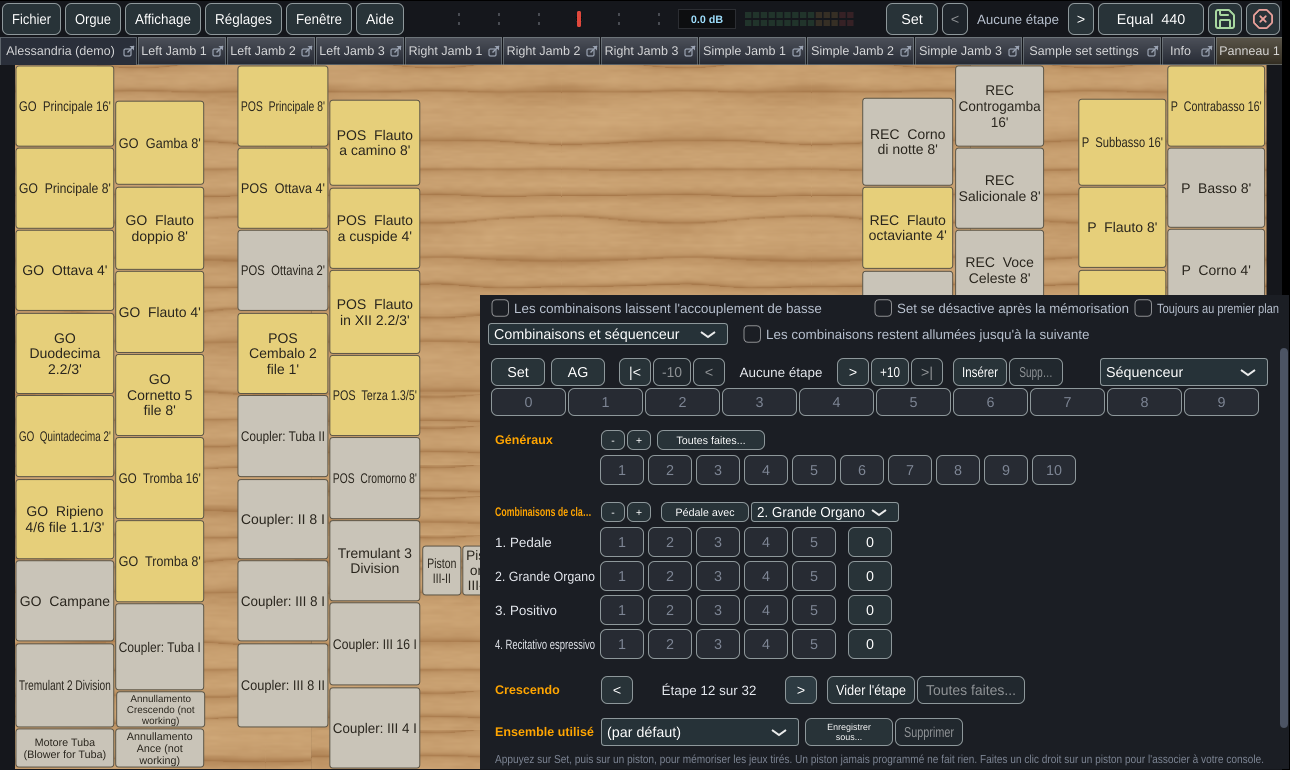 Fichier Orgue Affichage Réglages Fenêtre Aide 0.0 dB Set < Aucune étape > Equal 440
Alessandria (demo) Left Jamb 1 Left Jamb 2 Left Jamb 3 Right Jamb 1 Right Jamb 2 Right Jamb 3 Simple Jamb 1 Simple Jamb 2 Simple Jamb 3 Sample set settings Info Panneau 1
GO Principale 16'
GO Principale 8'
GO Ottava 4'
GO
Duodecima
2.2/3'
GO Quintadecima 2'
GO Ripieno
4/6 file 1.1/3'
GO Campane
Tremulant 2 Division
Motore Tuba
(Blower for Tuba)
GO Gamba 8'
GO Flauto
doppio 8'
GO Flauto 4'
GO
Cornetto 5
file 8'
GO Tromba 16'
GO Tromba 8'
Coupler: Tuba I
Annullamento
Crescendo (not
working)
Annullamento
Ance (not
working)
POS Principale 8'
POS Ottava 4'
POS Ottavina 2'
POS
Cembalo 2
file 1'
Coupler: Tuba II
Coupler: II 8 I
Coupler: III 8 I
Coupler: III 8 II
POS Flauto
a camino 8'
POS Flauto
a cuspide 4'
POS Flauto
in XII 2.2/3'
POS Terza 1.3/5'
POS Cromorno 8'
Tremulant 3
Division
Coupler: III 16 I
Coupler: III 4 I
Piston
III-II
REC Corno
di notte 8'
REC Flauto
octaviante 4'
REC
Controgamba
16'
REC
Salicionale 8'
REC Voce
Celeste 8'
P Subbasso 16'
P Flauto 8'
P Contrabasso 16'
P Basso 8'
P Corno 4'
Les combinaisons laissent l'accouplement de basse Set se désactive après la mémorisation Toujours au premier plan
Combinaisons et séquenceur Les combinaisons restent allumées jusqu'à la suivante
Set AG |< -10 < Aucune étape > +10 >| Insérer Supp... Séquenceur
0 1 2 3 4 5 6 7 8 9
Généraux - + Toutes faites...
1 2 3 4 5 6 7 8 9 10
Combinaisons de cla... - + Pédale avec 2. Grande Organo
1. Pedale 1 2 3 4 5 0
2. Grande Organo 1 2 3 4 5 0
3. Positivo 1 2 3 4 5 0
4. Recitativo espressivo 1 2 3 4 5 0
Crescendo < Étape 12 sur 32 > Vider l'étape Toutes faites...
Ensemble utilisé (par défaut) Enregistrer sous... Supprimer
Appuyez sur Set, puis sur un piston, pour mémoriser les jeux tirés. Un piston jamais programmé ne fait rien. Faites un clic droit sur un piston pour l'associer à votre console.